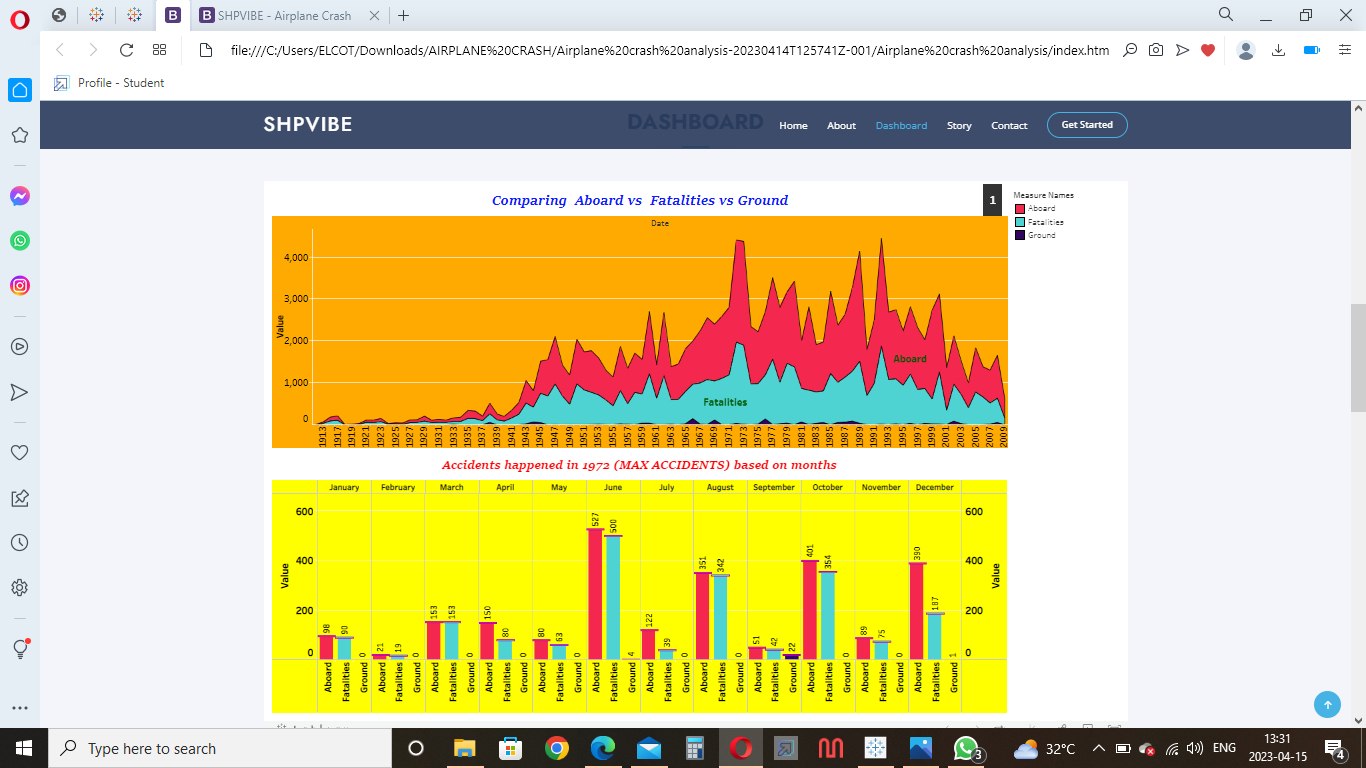 SHPVIBE - Airplane Crash
file:///C:/Users/ELCOT/Downloads/AIRPLANE%20CRASH/Airplane%20crash%20analysis-20230414T125741Z-001/Airplane%20crash%20analysis/index.htm
Profile - Student
SHPVIBE
DASHBOARD
Home About Dashboard Story Contact Get Started
Comparing Aboard vs Fatalities vs Ground
1
Measure Names
Aboard
Fatalities
Ground
Date
4,000
3,000
2,000
1,000
0
Value
Aboard
Fatalities
1913 1917 1919 1921 1923 1925 1927 1929 1931 1933 1935 1937 1939 1941 1943 1945 1947 1949 1951 1953 1955 1957 1959 1961 1963 1965 1967 1969 1971 1973 1975 1977 1979 1981 1983 1985 1987 1989 1991 1993 1995 1997 1999 2001 2003 2005 2007 2009
Accidents happened in 1972 (MAX ACCIDENTS) based on months
January February March April May June July August September October November December
600 600
400 400
200 200
0 0
Value Value
98 90 0 21 19 0 153 153 0 150 80 0 80 63 0 527 500 4 122 39 0 351 342 0 51 42 22 401 354 0 89 75 0 390 187 1
Aboard Fatalities Ground Aboard Fatalities Ground Aboard Fatalities Ground Aboard Fatalities Ground Aboard Fatalities Ground Aboard Fatalities Ground Aboard Fatalities Ground Aboard Fatalities Ground Aboard Fatalities Ground Aboard Fatalities Ground Aboard Fatalities Ground Aboard Fatalities Ground
Type here to search
3
32°C
ENG
13:31
2023-04-15
4